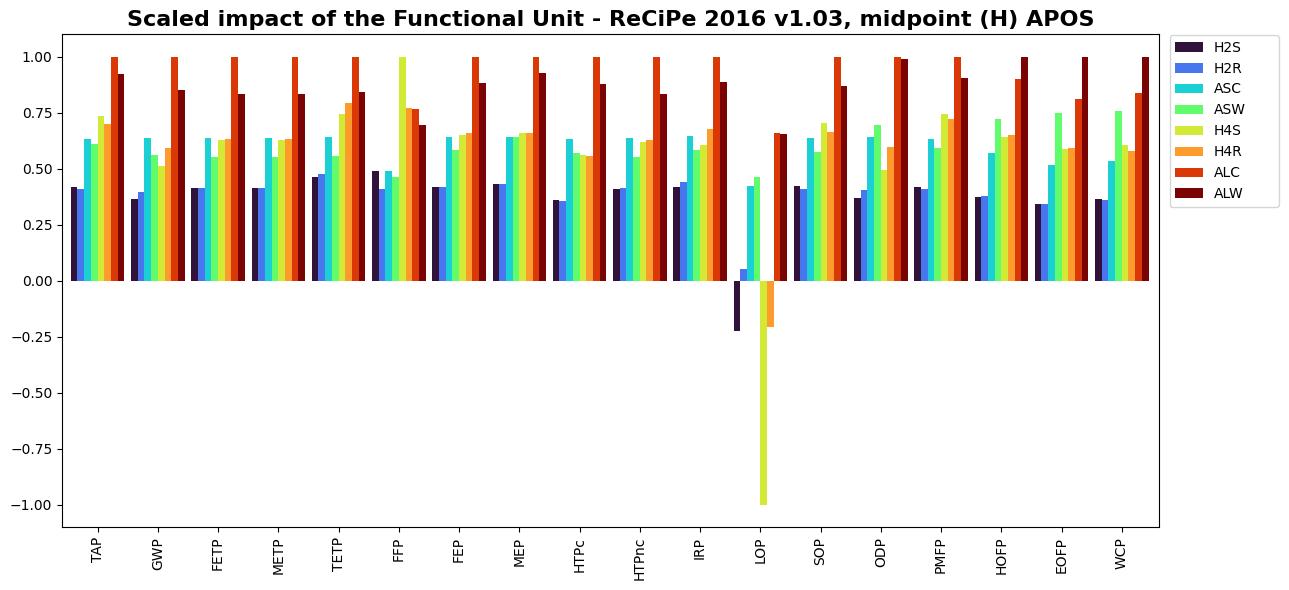 Scaled impact of the Functional Unit - ReCiPe 2016 v1.03, midpoint (H) APOS
1.00
0.75
0.50
0.25
0.00
−0.25
−0.50
−0.75
−1.00
TAP
GWP
FETP
METP
TETP
FFP
FEP
MEP
HTPc
HTPnc
IRP
LOP
SOP
ODP
PMFP
HOFP
EOFP
WCP
H2S
H2R
ASC
ASW
H4S
H4R
ALC
ALW